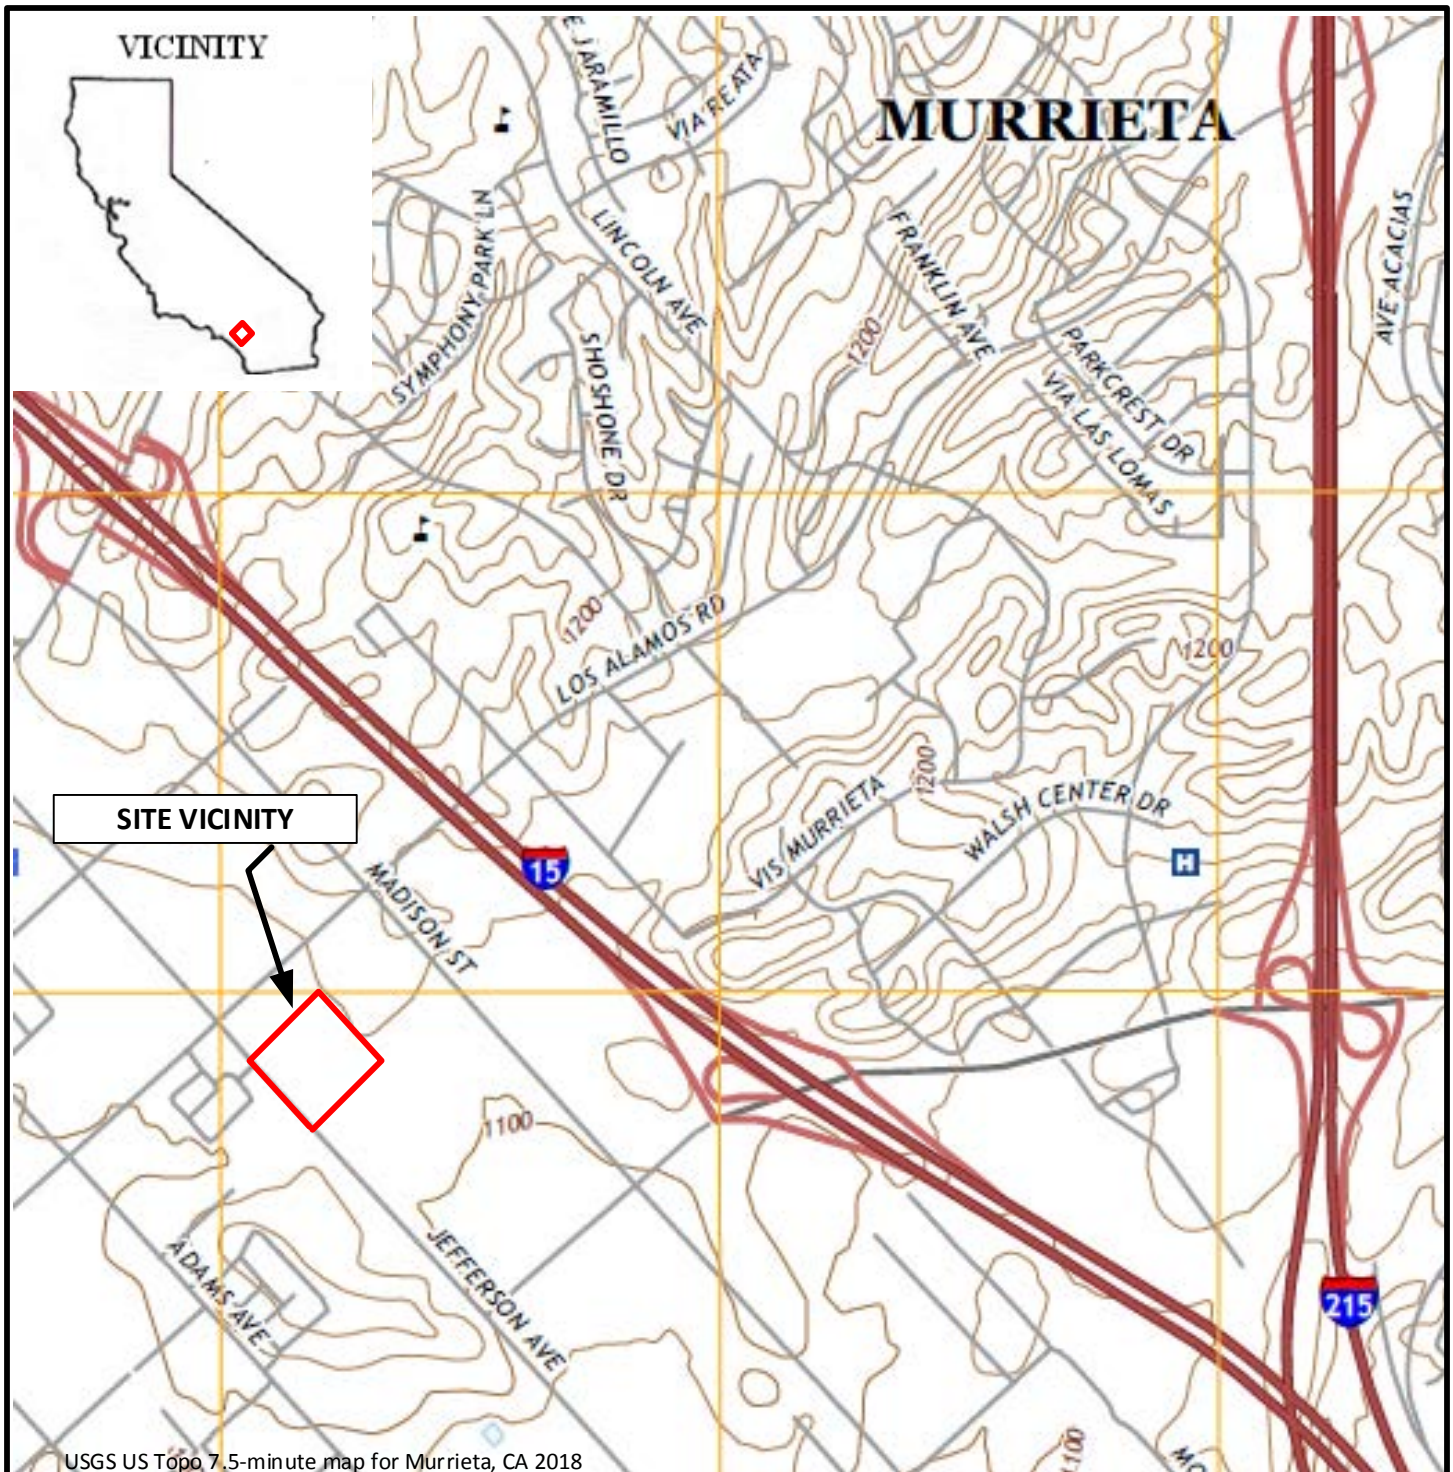 VICINITY
MURRIETA
E JARAMILLO
VIA REATA
SYMPHONY PARK LN
LINCOLN AVE
FRANKLIN AVE
AVE ACACIAS
1200
SHOSHONE DR
PARKCREST DR
VIA LAS LOMAS
1200
LOS ALAMOS RD
1200
1200
SITE VICINITY
VIS MURRIETA
WALSH CENTER DR
15
H
MADISON ST
1100
ADAMS AVE
JEFFERSON AVE
215
1100
USGS US Topo 7.5-minute map for Murrieta, CA 2018